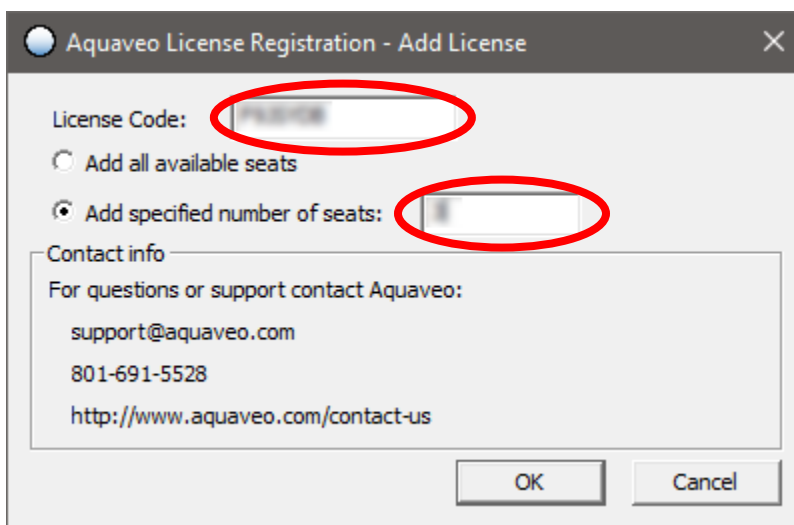 Aquaveo License Registration - Add License
License Code:
Add all available seats
Add specified number of seats:
Contact info
For questions or support contact Aquaveo:
support@aquaveo.com
801-691-5528
http://www.aquaveo.com/contact-us
OK
Cancel